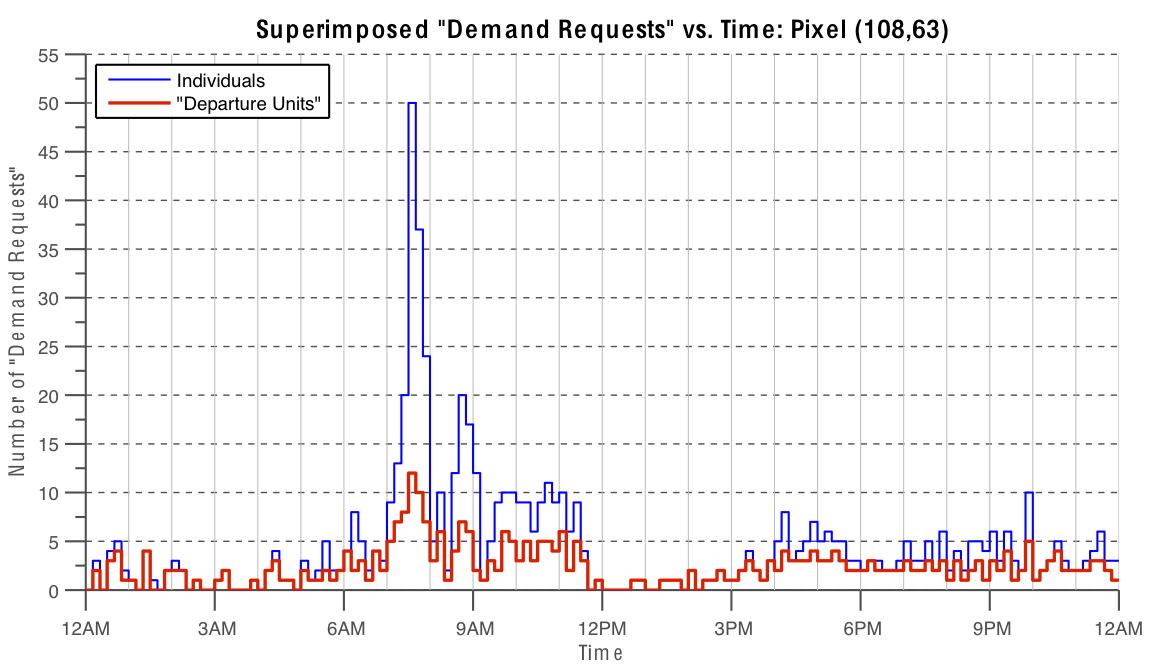 Superimposed "Demand Requests" vs. Time: Pixel (108,63)
Individuals
"Departure Units"
Number of "Demand Requests"
55
50
45
40
35
30
25
20
15
10
5
0
12AM 3AM 6AM 9AM 12PM 3PM 6PM 9PM 12AM
Time